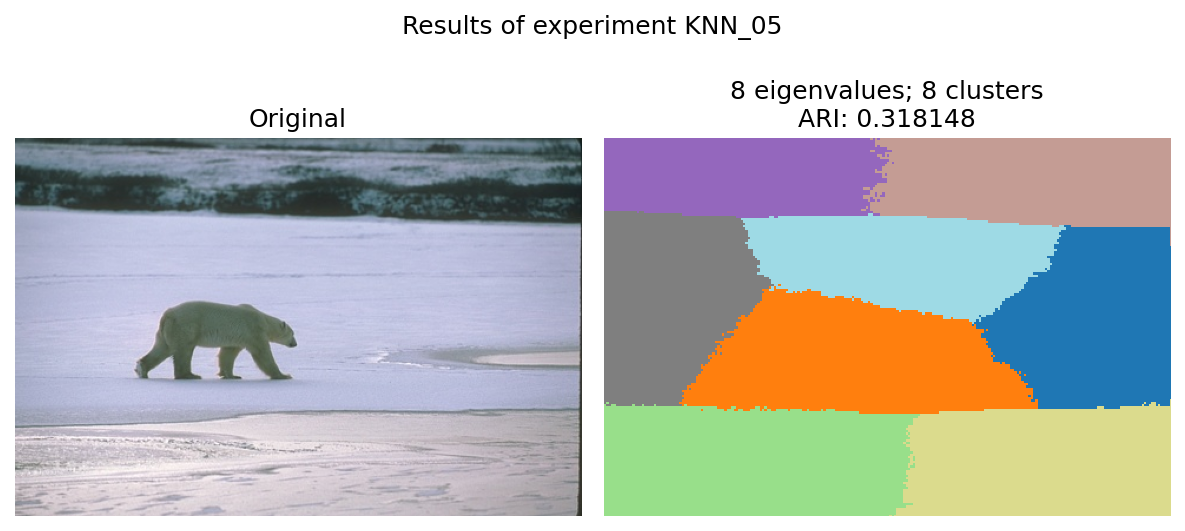 Results of experiment KNN_05
Original
8 eigenvalues; 8 clusters
ARI: 0.318148